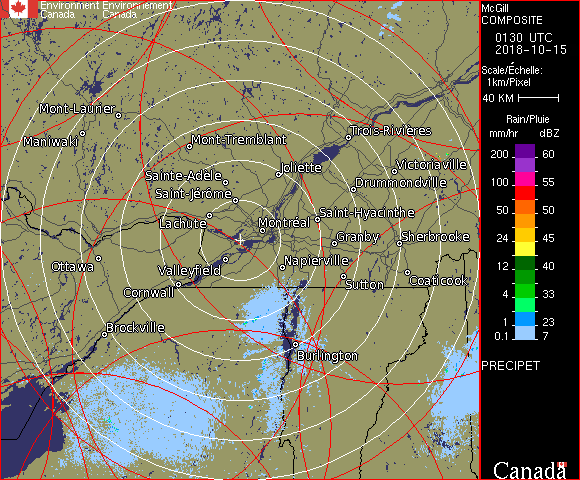 Environment Environnement
Canada Canada
McGill
COMPOSITE
0130 UTC
2018-10-15
Scale/Échelle:
1km/Pixel
40 KM
Rain/Pluie
mm/hr dBZ
200 60
155 65
100 55
50 50
24 45
12 40
4 33
1 23
0.1 7
PRECIPET
Canada
Mont-Laurier
Maniwaki
Mont-Tremblant
Trois-Rivières
Joliette
Victoriaville
Sainte-Adèle
Drummondville
Saint-Jérôme
Lachute
Montréal
Saint-Hyacinthe
Granby
Sherbrooke
Ottawa
Valleyfield
Napierville
Cornwall
Sutton
Coaticook
Brockville
Burlington